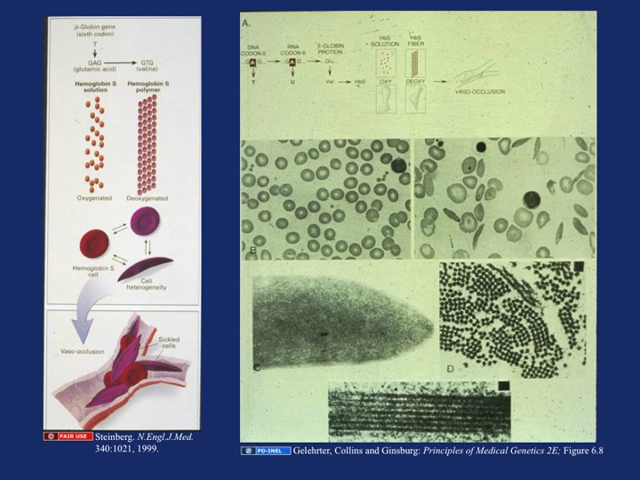 β-Globin gene
(sixth codon)
T
GAG
(glutamic acid)
GTG
(valine)
Hemoglobin S
solution
Hemoglobin S
polymer
Oxygenated
Deoxygenated
Hemoglobin S
cell
Cell
heterogeneity
Vaso-occlusion
Sickled
cells
FAIR USE Steinberg. N.Engl.J.Med.
340:1021, 1999.
A.
DNA
CODON 6
G A G
T
RNA
CODON 6
G A G
U
β-GLOBIN
PROTEIN
Glu
Val
HbS
HbS
SOLUTION
HbS
FIBER
OXY
DEOXY
VASO-OCCLUSION
B
C
D
PD-INEL Gelehrter, Collins and Ginsburg: Principles of Medical Genetics 2E; Figure 6.8